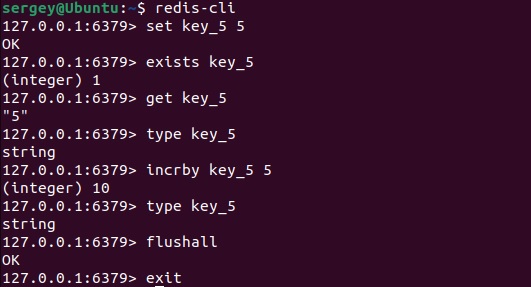 sergey@Ubuntu:~$ redis-cli
127.0.0.1:6379> set key_5 5
OK
127.0.0.1:6379> exists key_5
(integer) 1
127.0.0.1:6379> get key_5
"5"
127.0.0.1:6379> type key_5
string
127.0.0.1:6379> incrby key_5 5
(integer) 10
127.0.0.1:6379> type key_5
string
127.0.0.1:6379> flushall
OK
127.0.0.1:6379> exit